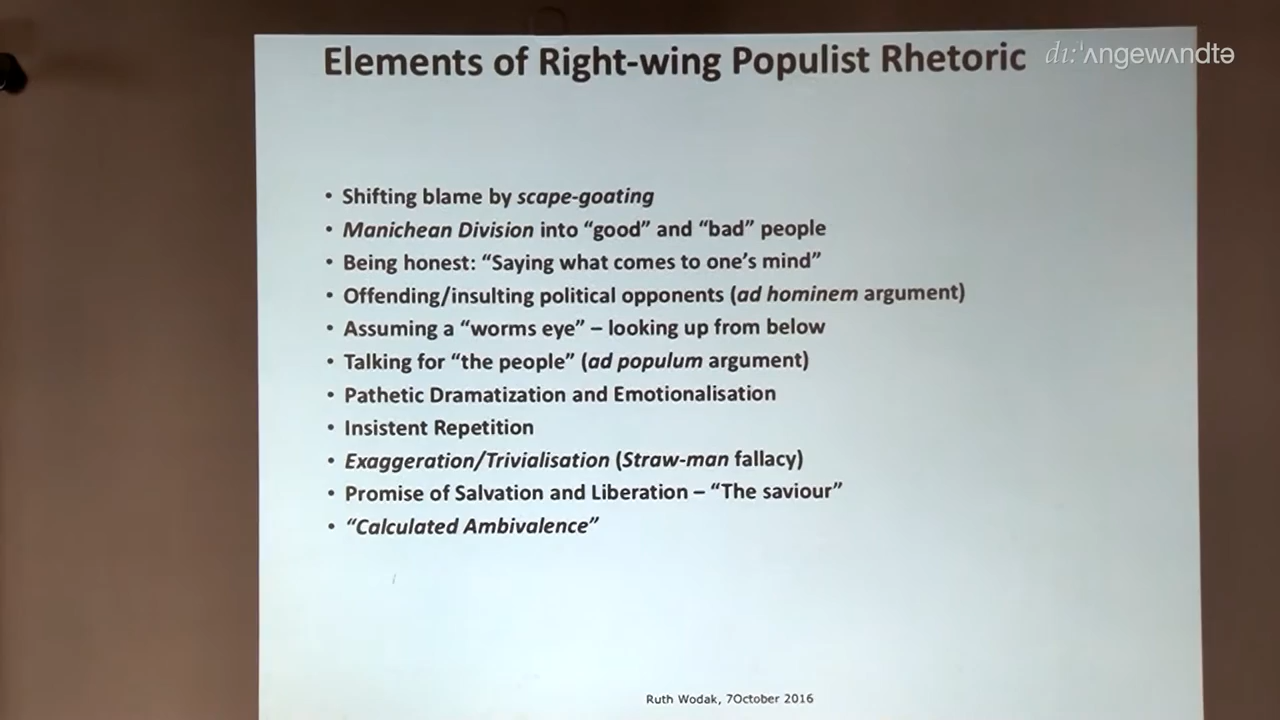 Elements of Right-wing Populist Rhetoric
dı:ˈʌngewʌndtə
• Shifting blame by scape-goating
• Manichean Division into “good” and “bad” people
• Being honest: “Saying what comes to one’s mind”
• Offending/insulting political opponents (ad hominem argument)
• Assuming a “worms eye” – looking up from below
• Talking for “the people” (ad populum argument)
• Pathetic Dramatization and Emotionalisation
• Insistent Repetition
• Exaggeration/Trivialisation (Straw-man fallacy)
• Promise of Salvation and Liberation – “The saviour”
• “Calculated Ambivalence”
Ruth Wodak, 7October 2016